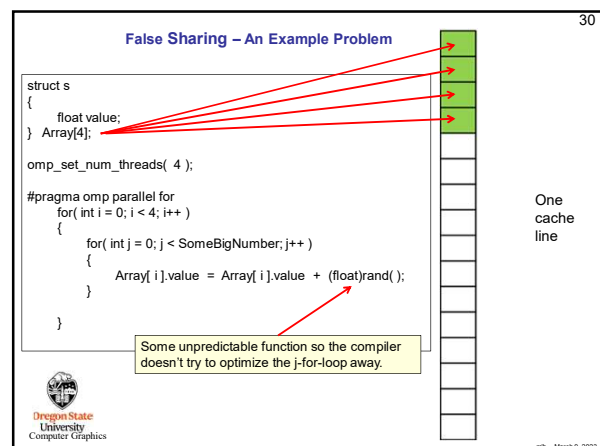 30
False Sharing – An Example Problem
struct s
{
float value;
} Array[4];
omp_set_num_threads( 4 );
#pragma omp parallel for
for( int i = 0; i < 4; i++ )
{
for( int j = 0; j < SomeBigNumber; j++ )
{
Array[ i ].value = Array[ i ].value + (float)rand( );
}
}
Some unpredictable function so the compiler
doesn't try to optimize the j-for-loop away.
One
cache
line
Oregon State
University
Computer Graphics